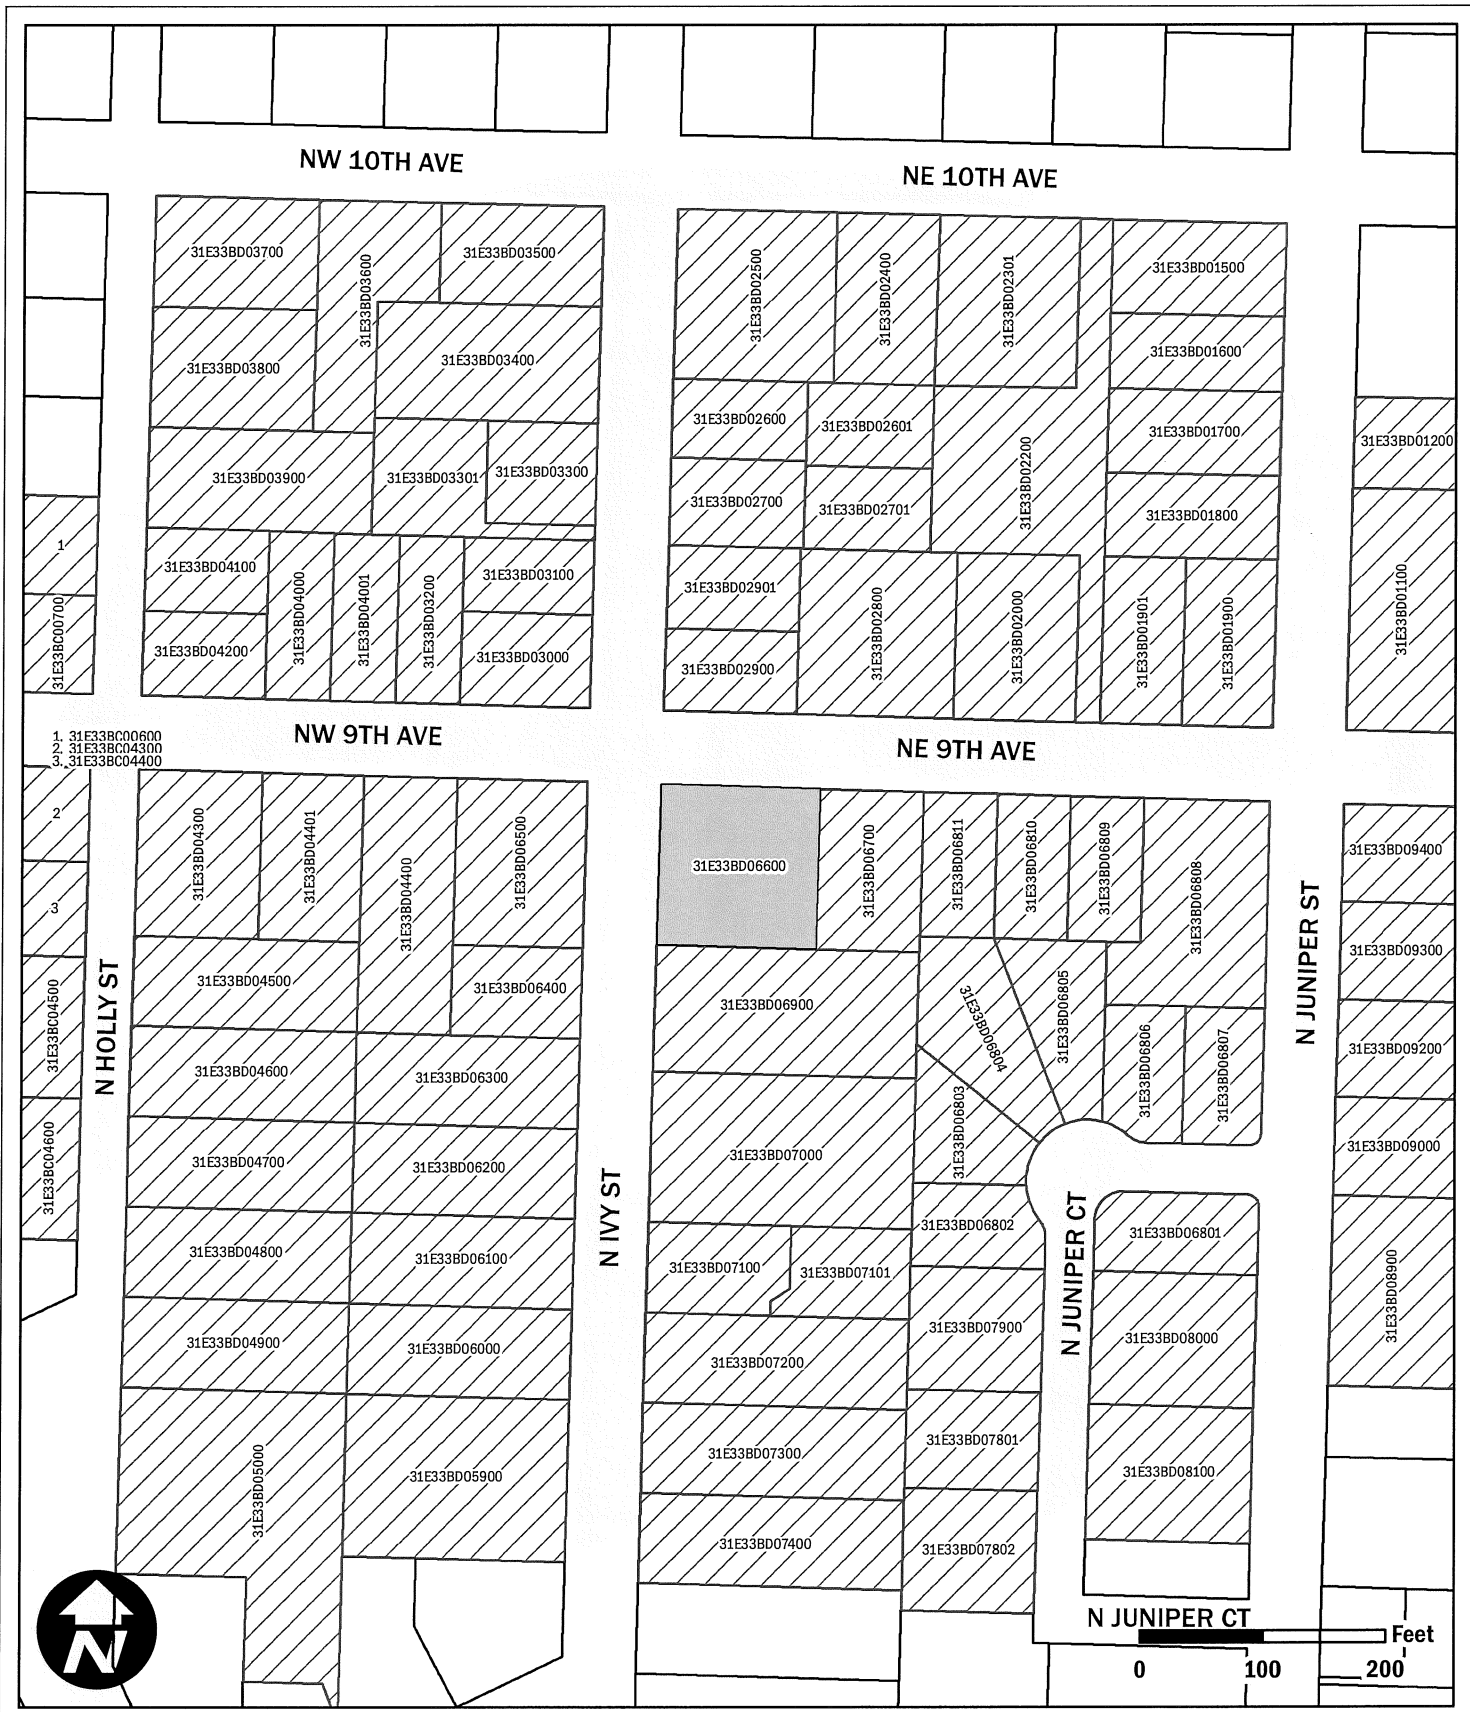 NW 10TH AVE
NE 10TH AVE
31E33BD03700
31E33BD03600
31E33BD03500
31E33BD02500
31E33BD02400
31E33BD02301
31E33BD01500
31E33BD03800
31E33BD03400
31E33BD01600
31E33BD02600
31E33BD02601
31E33BD02200
31E33BD01700
31E33BD01200
31E33BD03900
31E33BD03301
31E33BD03300
31E33BD02700
31E33BD02701
31E33BD01800
1
31E33BD04100
31E33BD04000
31E33BD04001
31E33BD03200
31E33BD03100
31E33BD02901
31E33BD02800
31E33BD02000
31E33BD01901
31E33BD01900
31E33BD01100
31E33BC00700
31E33BD04200
31E33BD03000
31E33BD02900
NW 9TH AVE
NE 9TH AVE
1. 31E33BC00600
2. 31E33BC04300
3. 31E33BC04400
2
31E33BD04300
31E33BD04401
31E33BD04400
31E33BD06500
31E33BD06600
31E33BD06700
31E33BD06811
31E33BD06810
31E33BD06809
31E33BD06808
31E33BD09400
3
N JUNIPER ST
31E33BD09300
31E33BC04500
N HOLLY ST
31E33BD04500
31E33BD06400
31E33BD06900
31E33BD06804
31E33BD06805
31E33BD06806
31E33BD06807
31E33BD09200
31E33BD04600
31E33BD06300
31E33BD06803
31E33BC04600
31E33BD04700
31E33BD06200
31E33BD07000
31E33BD09000
N IVY ST
31E33BD06802
N JUNIPER CT
31E33BD06801
31E33BD04800
31E33BD06100
31E33BD07100
31E33BD07101
31E33BD08900
31E33BD04900
31E33BD06000
31E33BD07200
31E33BD07900
31E33BD08000
31E33BD05000
31E33BD05900
31E33BD07300
31E33BD07801
31E33BD08100
31E33BD07400
31E33BD07802
N
N JUNIPER CT
Feet
0 100 200